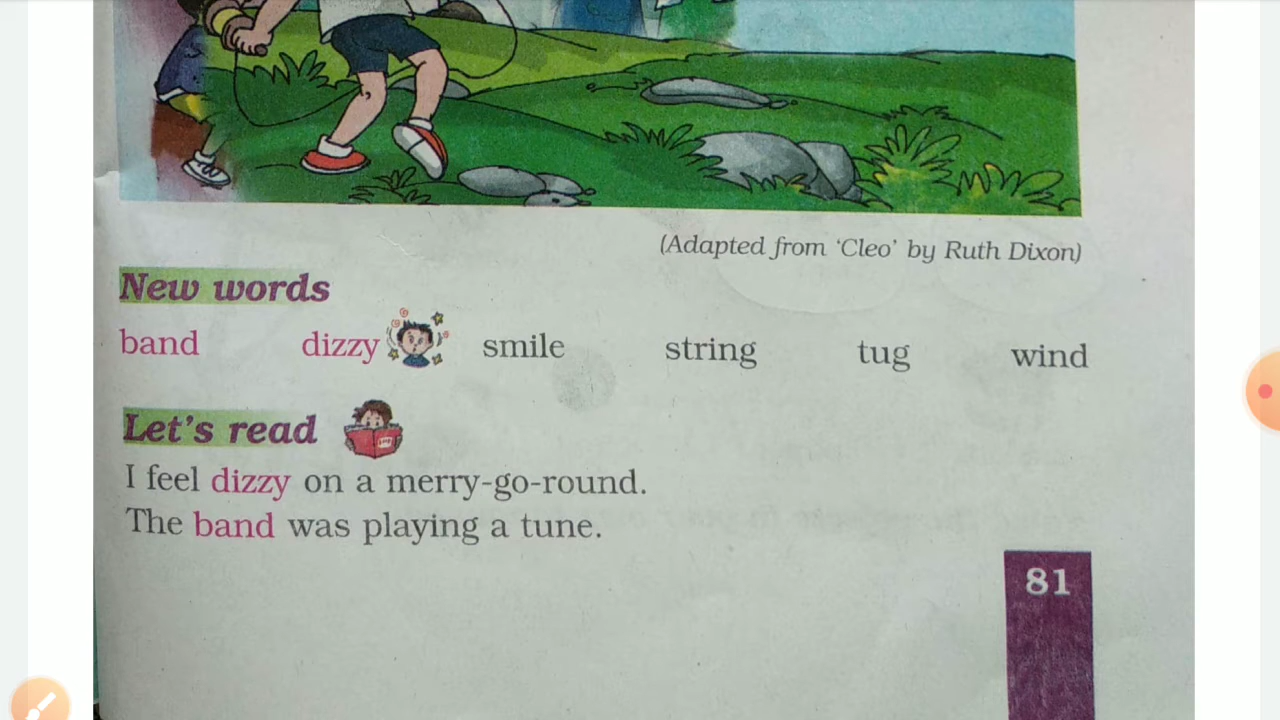 (Adapted from 'Cleo' by Ruth Dixon)
New words
band dizzy smile string tug wind
Let's read
I feel dizzy on a merry-go-round.
The band was playing a tune.
81